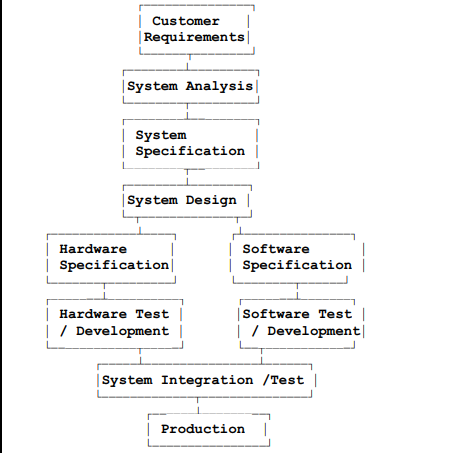 Customer
Requirements
System Analysis
System
Specification
System Design
Hardware
Specification
Software
Specification
Hardware Test
/ Development
Software Test
/ Development
System Integration /Test
Production